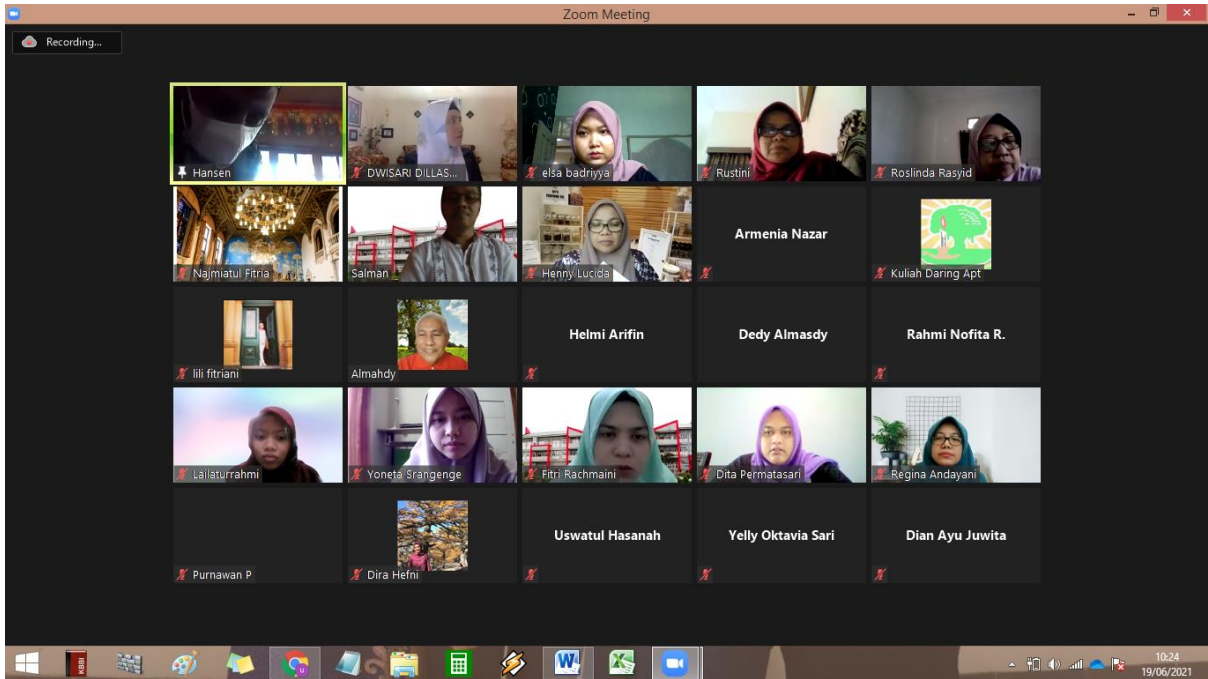 Zoom Meeting
Recording...
Hansen
DWISARI DILLAS...
elsa badriyya
Rustini
Roslinda Rasyid
Najmiatul Fitria
Salman
Henny Lucida
Armenia Nazar
Kuliah Daring Apt
lili fitriani
Almahdy
Helmi Arifin
Dedy Almasdy
Rahmi Nofita R.
Lailaturrahmi
Yoneta Srangenge
Fitri Rachmaini
Dita Permatasari
Regina Andayani
Purnawan P
Dira Hefni
Uswatul Hasanah
Yelly Oktavia Sari
Dian Ayu Juwita
KBBI
10:24
19/06/2021